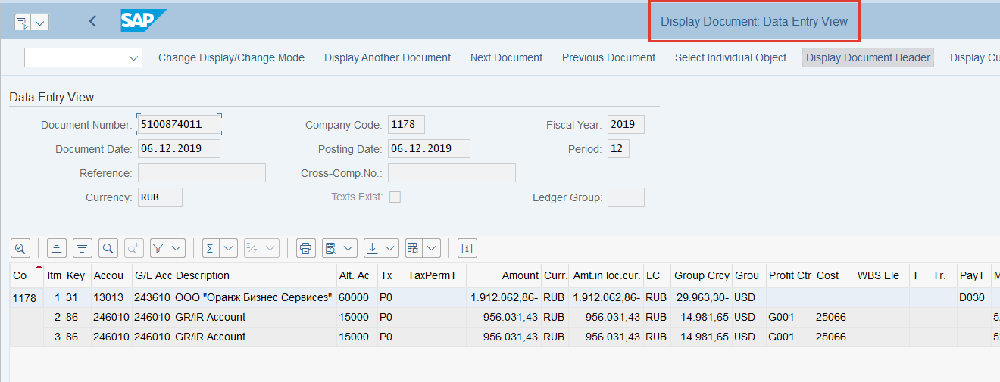 SAP Display Document: Data Entry View
Change Display/Change Mode Display Another Document Next Document Previous Document Select Individual Object Display Document Header Display Cu
Data Entry View
Document Number: 5100874011 Company Code: 1178 Fiscal Year: 2019
Document Date: 06.12.2019 Posting Date: 06.12.2019 Period: 12
Reference: Cross-Comp.No.:
Currency: RUB Texts Exist: Ledger Group:
Co... Itm Key Accou... G/L Acc Description Alt. Ac... Tx TaxPermT... Amount Curr. Amt.in loc.cur. LC... Group Crcy Grou... Profit Ctr Cost ... WBS Ele... T... Tr... PayT M
1178 1 31 13013 243610 ООО "Оранж Бизнес Сервисез" 60000 P0 1.912.062,86- RUB 1.912.062,86- RUB 29.963,30- USD D030
2 86 246010 246010 GR/IR Account 15000 P0 956.031,43 RUB 956.031,43 RUB 14.981,65 USD G001 25066 5
3 86 246010 246010 GR/IR Account 15000 P0 956.031,43 RUB 956.031,43 RUB 14.981,65 USD G001 25066 5